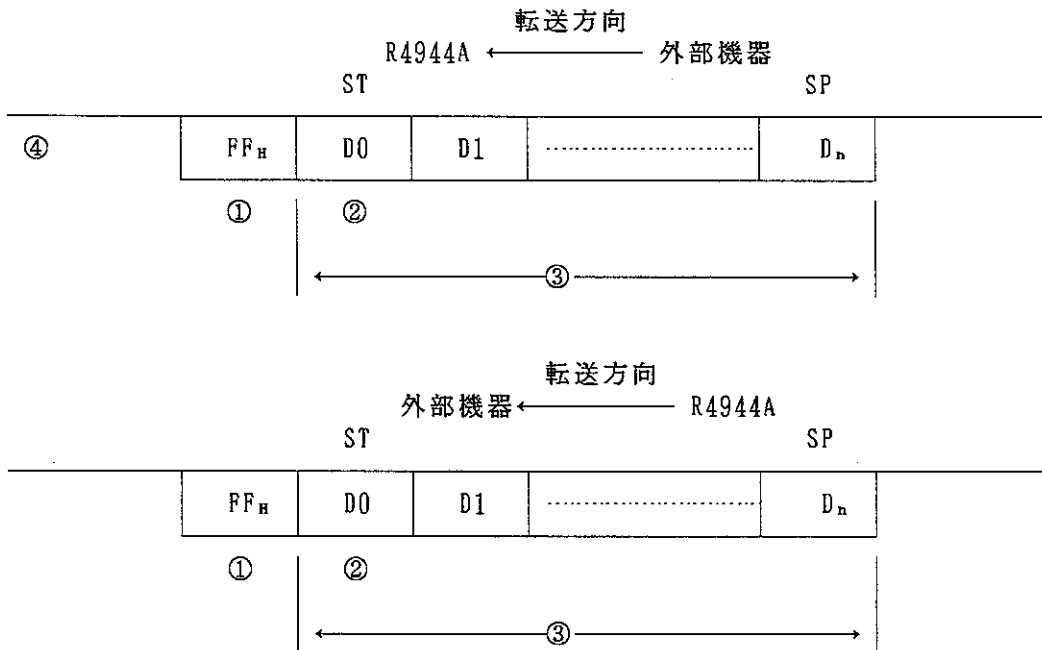 転送方向
R4944A ← 外部機器
ST SP
④ FFH D0 D1 ………………… Dn
① ②
③
転送方向
外部機器 ← R4944A
ST SP
FFH D0 D1 ………………… Dn
① ②
③